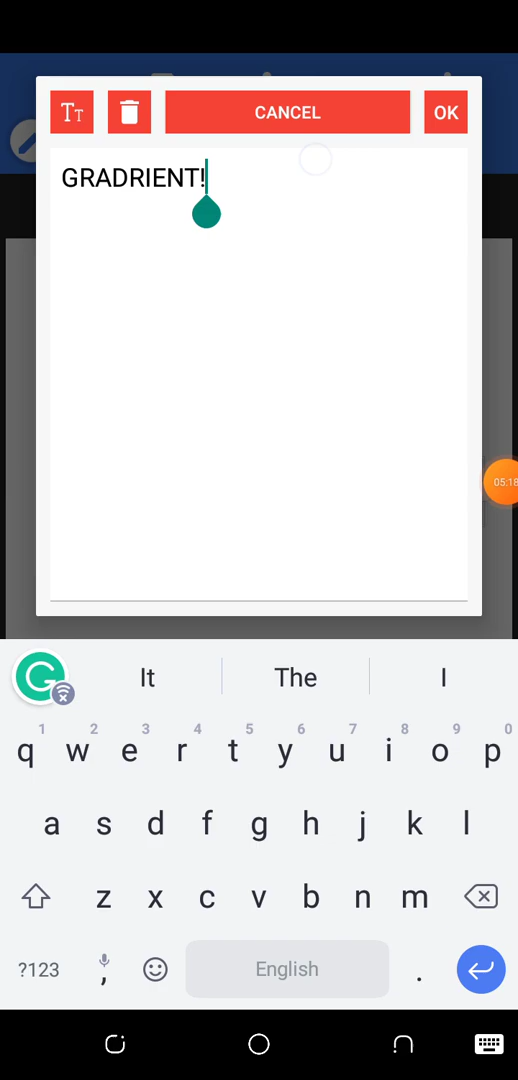 Tt
CANCEL
OK
GRADRIENT!
05:18
It
The
I
1 2 3 4 5 6 7 8 9 0
q w e r t y u i o p
a s d f g h j k l
z x c v b n m
?123
,
English
.